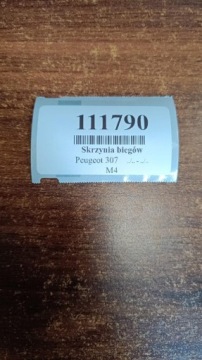 111790
Skrzynia biegów
Peugeot 307
M4